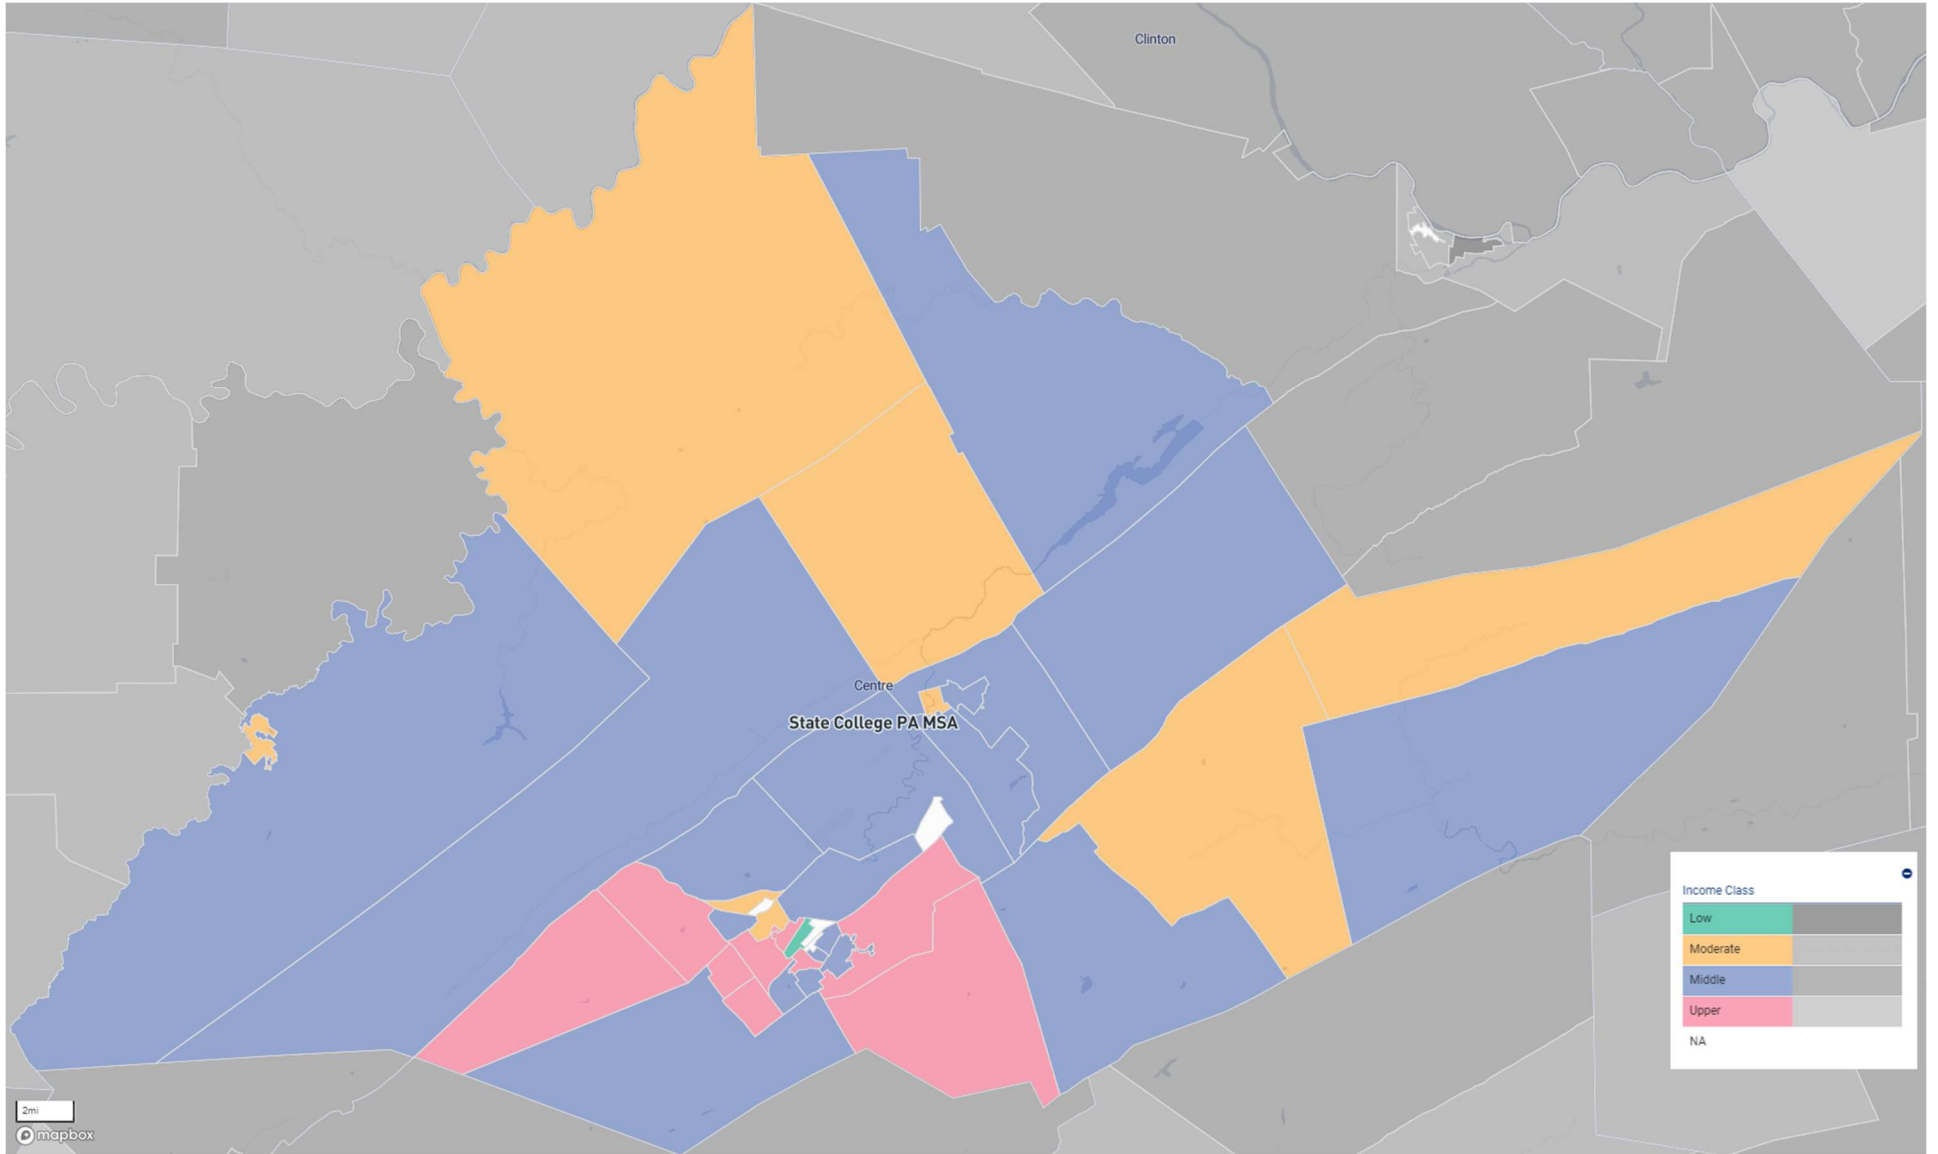 Clinton
Centre
State College PA MSA
Income Class
Low
Moderate
Middle
Upper
NA
2mi
mapbox